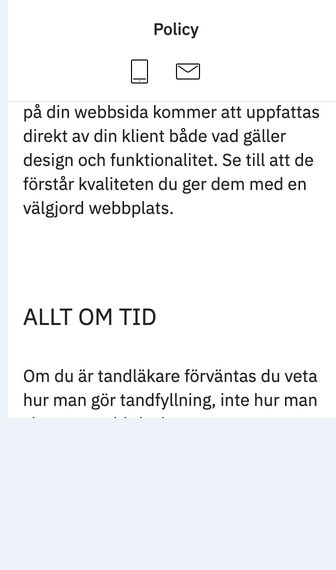 Policy
på din webbsida kommer att uppfattas
direkt av din klient både vad gäller
design och funktionalitet. Se till att de
förstår kvaliteten du ger dem med en
välgjord webbplats.
ALLT OM TID
Om du är tandläkare förväntas du veta
hur man gör tandfyllning, inte hur man